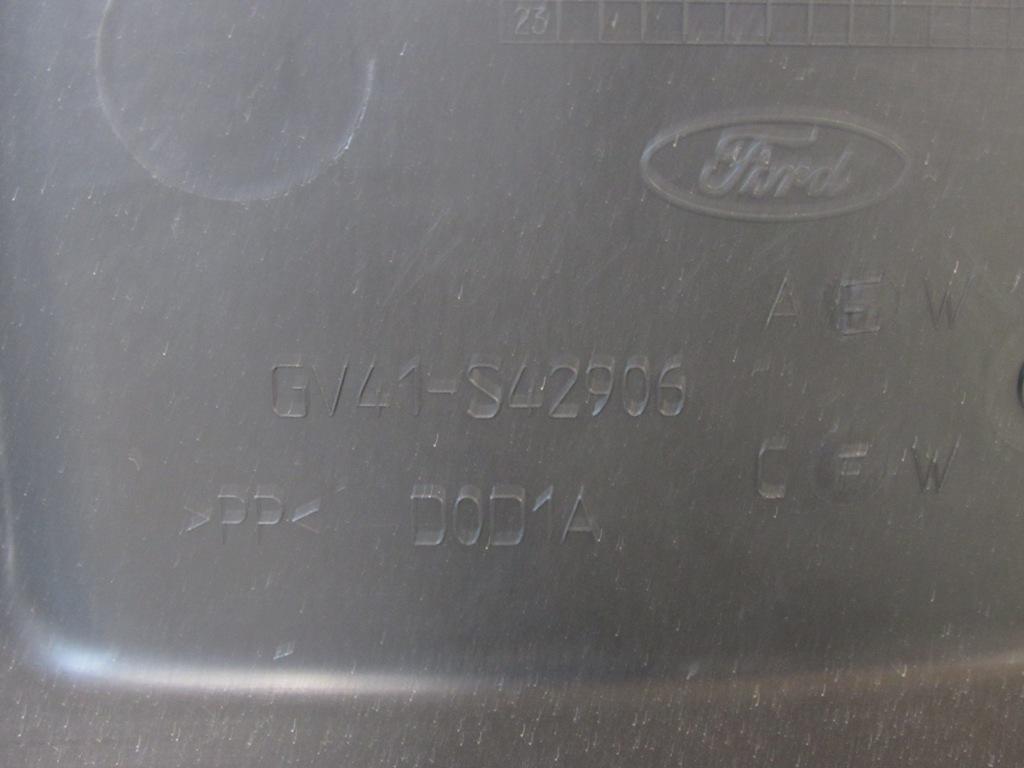 23
Ford
A E W
GV41-S42906
C E W
>PP< D0D1A